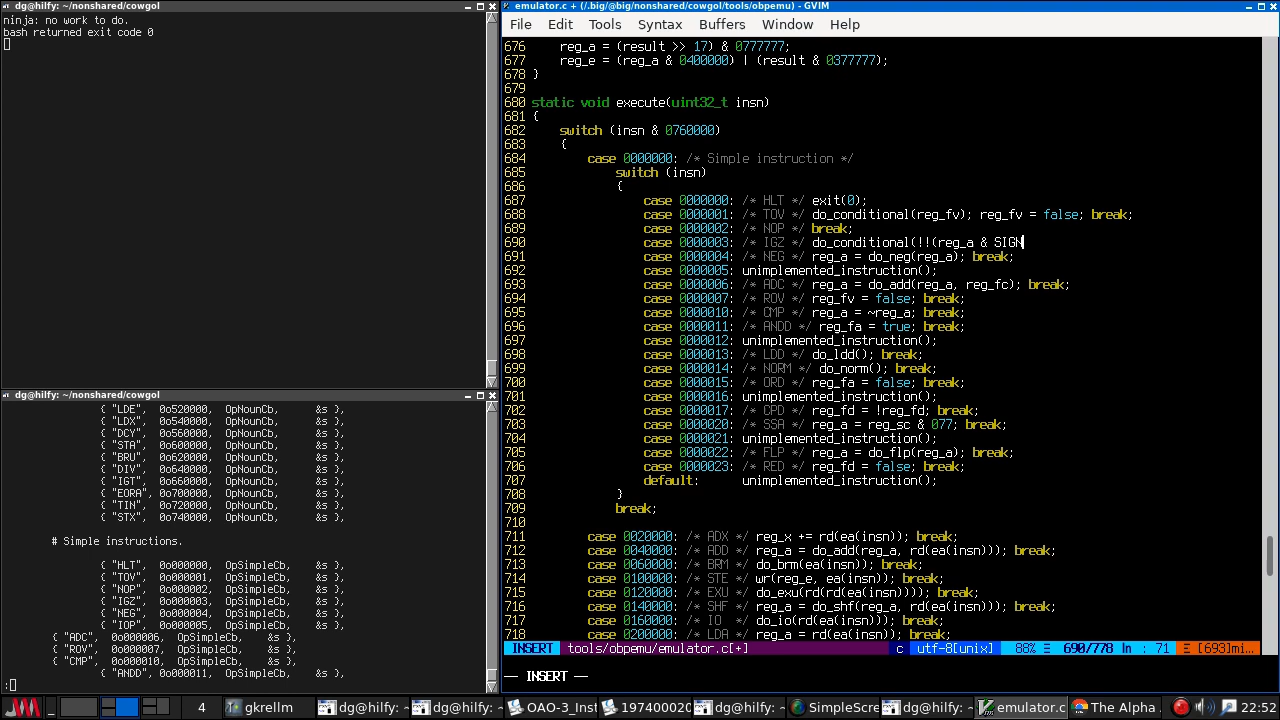 dg@hilfy: ~/nonshared/cowgol
ninja: no work to do.
bash returned exit code 0
dg@hilfy: ~/nonshared/cowgol
{ "LDE", 0o520000, OpNounCb, &s },
{ "LDX", 0o540000, OpNounCb, &s },
{ "DCY", 0o560000, OpNounCb, &s },
{ "STA", 0o600000, OpNounCb, &s },
{ "BRU", 0o620000, OpNounCb, &s },
{ "DIV", 0o640000, OpNounCb, &s },
{ "IGT", 0o660000, OpNounCb, &s },
{ "EORA", 0o700000, OpNounCb, &s },
{ "TIN", 0o720000, OpNounCb, &s },
{ "STX", 0o740000, OpNounCb, &s },
# Simple instructions.
{ "HLT", 0o000000, OpSimpleCb, &s },
{ "TOV", 0o000001, OpSimpleCb, &s },
{ "NOP", 0o000002, OpSimpleCb, &s },
{ "IGZ", 0o000003, OpSimpleCb, &s },
{ "NEG", 0o000004, OpSimpleCb, &s },
{ "IOP", 0o000005, OpSimpleCb, &s },
{ "ADC", 0o000006, OpSimpleCb, &s },
{ "ROV", 0o000007, OpSimpleCb, &s },
{ "CMP", 0o000010, OpSimpleCb, &s },
{ "ANDD", 0o000011, OpSimpleCb, &s },
:
emulator.c + (/.big/@big/nonshared/cowgol/tools/obpemu) - GVIM
File Edit Tools Syntax Buffers Window Help
676 reg_a = (result >> 17) & 0777777;
677 reg_e = (reg_a & 0400000) | (result & 0377777);
678 }
679
680 static void execute(uint32_t insn)
681 {
682 switch (insn & 0760000)
683 {
684 case 0000000: /* Simple instruction */
685 switch (insn)
686 {
687 case 0000000: /* HLT */ exit(0);
688 case 0000001: /* TOV */ do_conditional(reg_fv); reg_fv = false; break;
689 case 0000002: /* NOP */ break;
690 case 0000003: /* IGZ */ do_conditional(!!(reg_a & SIGN
691 case 0000004: /* NEG */ reg_a = do_neg(reg_a); break;
692 case 0000005: unimplemented_instruction();
693 case 0000006: /* ADC */ reg_a = do_add(reg_a, reg_fc); break;
694 case 0000007: /* ROV */ reg_fv = false; break;
695 case 0000010: /* CMP */ reg_a = ~reg_a; break;
696 case 0000011: /* ANDD */ reg_fa = true; break;
697 case 0000012: unimplemented_instruction();
698 case 0000013: /* LDD */ do_ldd(); break;
699 case 0000014: /* NORM */ do_norm(); break;
700 case 0000015: /* ORD */ reg_fa = false; break;
701 case 0000016: unimplemented_instruction();
702 case 0000017: /* CPD */ reg_fd = !reg_fd; break;
703 case 0000020: /* SSA */ reg_a = reg_sc & 077; break;
704 case 0000021: unimplemented_instruction();
705 case 0000022: /* FLP */ reg_a = do_flp(reg_a); break;
706 case 0000023: /* RED */ reg_fd = false; break;
707 default: unimplemented_instruction();
708 }
709 break;
710
711 case 0020000: /* ADX */ reg_x += rd(ea(insn)); break;
712 case 0040000: /* ADD */ reg_a = do_add(reg_a, rd(ea(insn))); break;
713 case 0060000: /* BRM */ do_brm(ea(insn)); break;
714 case 0100000: /* STE */ wr(reg_e, ea(insn)); break;
715 case 0120000: /* EXU */ do_exu(rd(ea(insn)))); break;
716 case 0140000: /* SHF */ reg_a = do_shf(reg_a, rd(ea(insn))); break;
717 case 0160000: /* IO */ do_io(rd(ea(insn))); break;
718 case 0200000: /* LDA */ reg_a = rd(ea(insn)); break;
INSERT tools/obpemu/emulator.c[+] c utf-8[unix] 88% Ξ 690/778 ln : 71 Ξ [693]mi…
-- INSERT --
4 gkrellm dg@hilfy: dg@hilfy: ~ OAO-3_Inst 197400020 dg@hilfy: ~ SimpleScre dg@hilfy: ~ emulator.c The Alpha 22:52